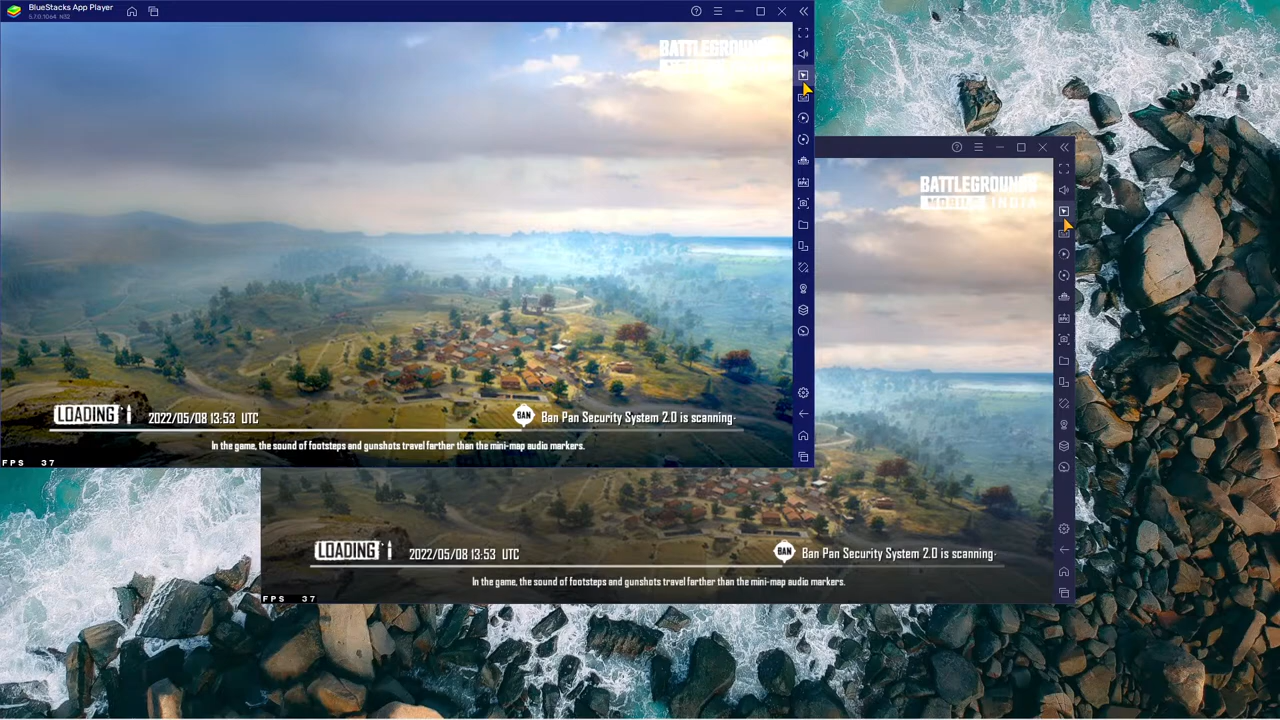 BlueStacks App Player
5.7.0.1064 N32
BATTLEGROUNDS
LOADING
2022/05/08 13:53 UTC
BAN
Ban Pan Security System 2.0 is scanning·
In the game, the sound of footsteps and gunshots travel farther than the mini-map audio markers.
FPS 37
BATTLEGROUNDS
MOBILE INDIA
LOADING
2022/05/08 13:53 UTC
BAN
Ban Pan Security System 2.0 is scanning·
In the game, the sound of footsteps and gunshots travel farther than the mini-map audio markers.
FPS 37